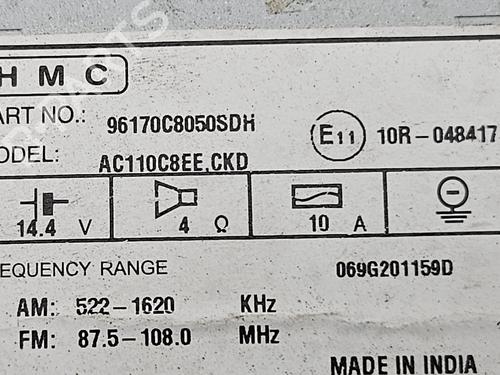 HMC
ART NO.: 96170C8050SDH
E11 10R-048417
ODEL: AC110C8EE.CKD
14.4 V 4 Ω 10 A
EQUENCY RANGE 069G201159D
AM: 522-1620 KHz
FM: 87.5-108.0 MHz
MADE IN INDIA